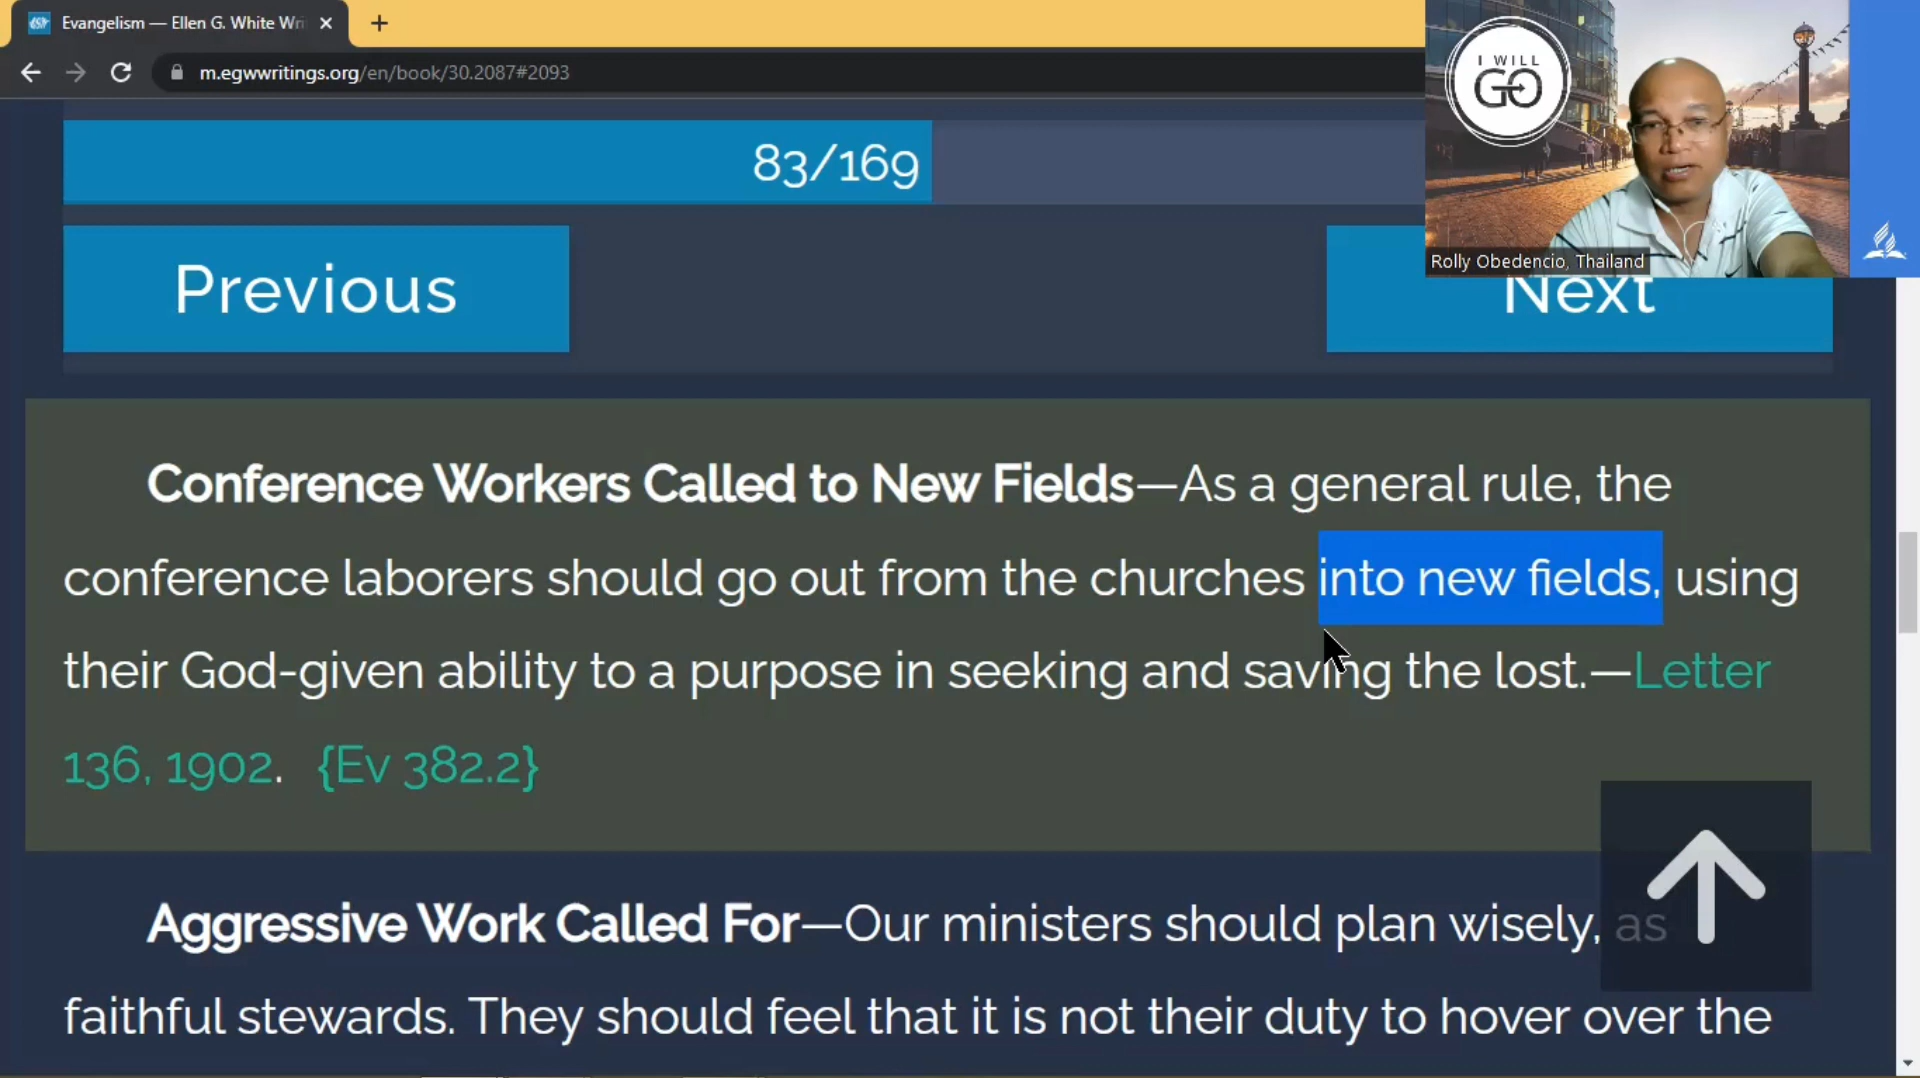 Evangelism — Ellen G. White Wri
m.egwwritings.org/en/book/30.2087#2093
I WILL
GO
Rolly Obedencio, Thailand
83/169
Previous
Next
Conference Workers Called to New Fields—As a general rule, the
conference laborers should go out from the churches into new fields, using
their God-given ability to a purpose in seeking and saving the lost.—Letter
136, 1902. {Ev 382.2}
Aggressive Work Called For—Our ministers should plan wisely, as
faithful stewards. They should feel that it is not their duty to hover over the